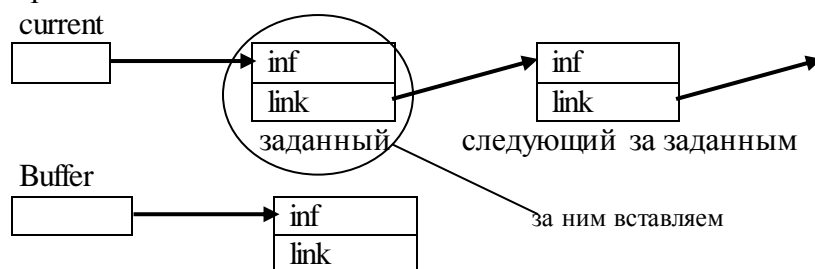 current
inf
inf
link
link
заданный
следующий за заданным
Buffer
inf
за ним вставляем
link